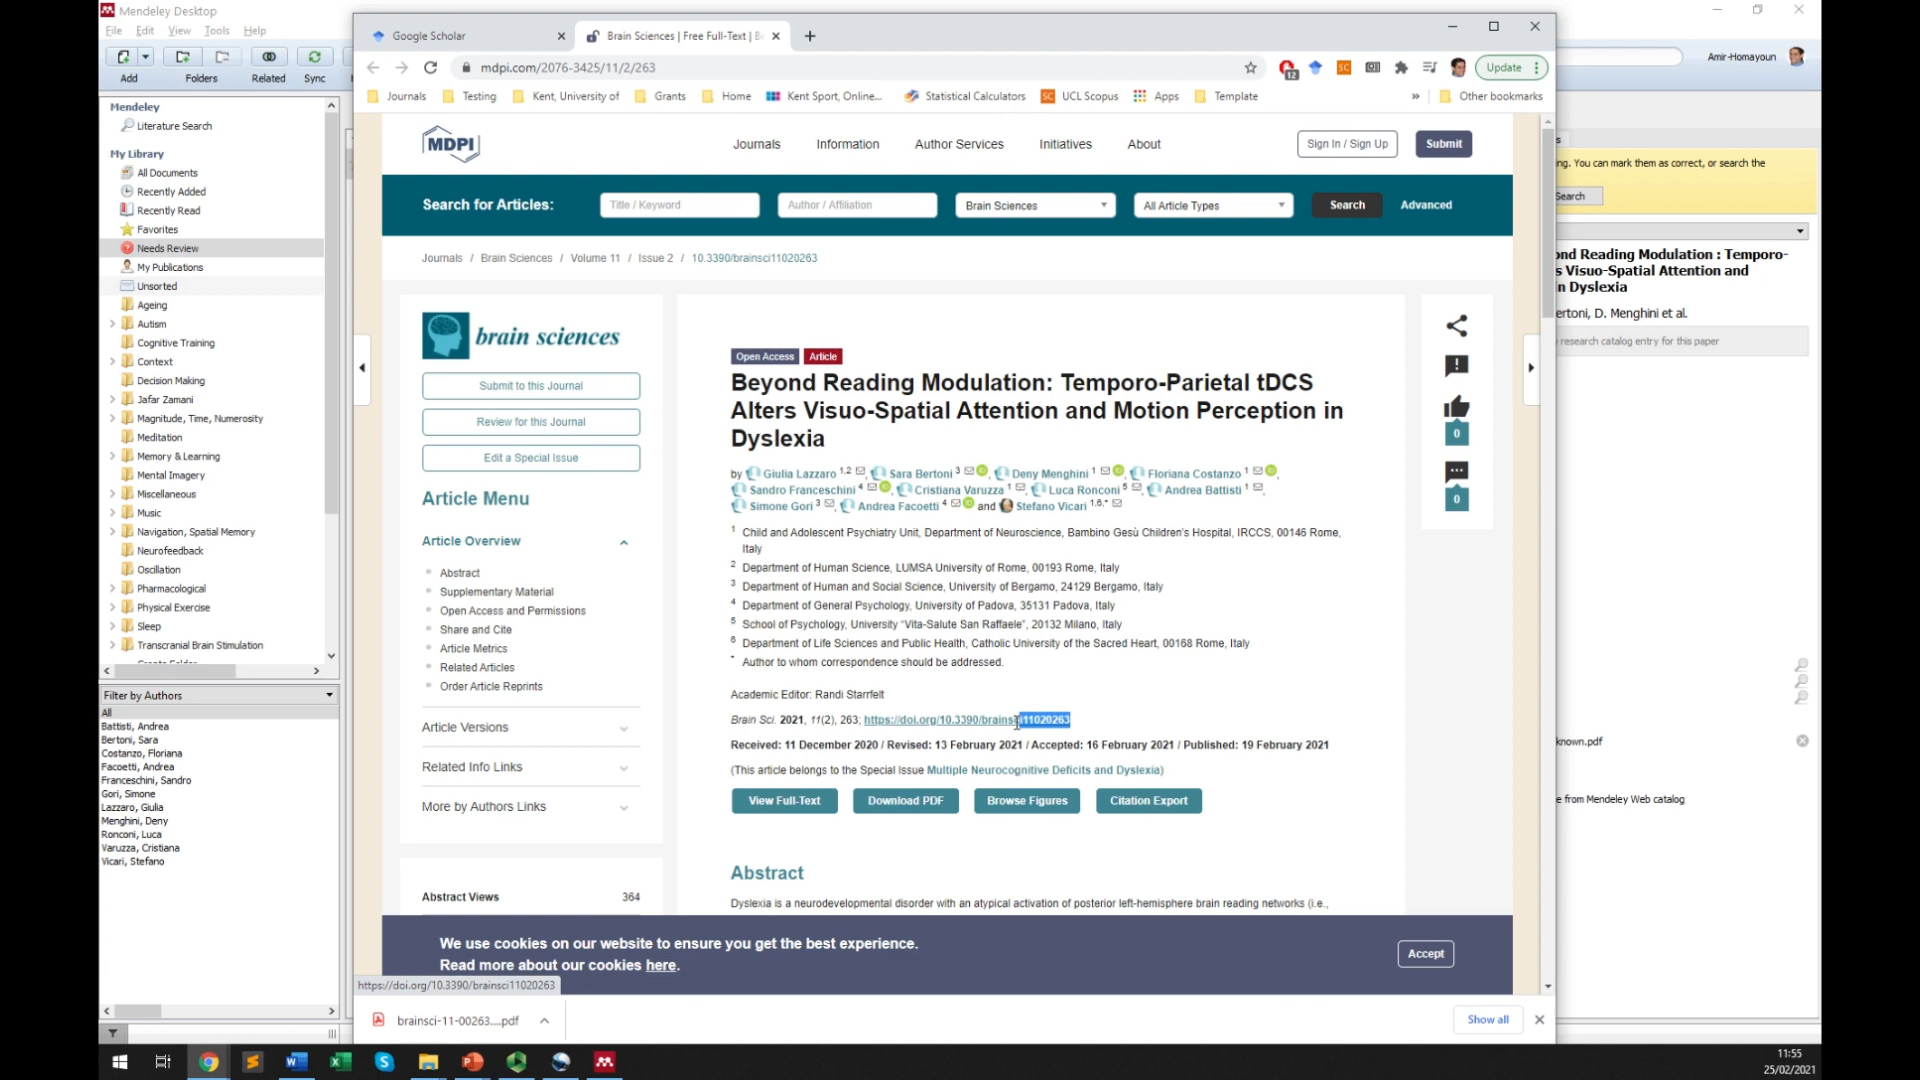 Mendeley Desktop
File Edit View Tools Help
Add Folders Related Sync
Amir-Homayoun
Mendeley
Literature Search
My Library
All Documents
Recently Added
Recently Read
Favorites
Needs Review
My Publications
Unsorted
Ageing
Autism
Cognitive Training
Context
Decision Making
Jafar Zamani
Magnitude, Time, Numerosity
Meditation
Memory & Learning
Mental Imagery
Miscellaneous
Music
Navigation, Spatial Memory
Neurofeedback
Oscillation
Pharmacological
Physical Exercise
Sleep
Transcranial Brain Stimulation
Filter by Authors
All
Battisti, Andrea
Bertoni, Sara
Costanzo, Floriana
Facoetti, Andrea
Franceschini, Sandro
Gori, Simone
Lazzaro, Giulia
Menghini, Deny
Ronconi, Luca
Varuzza, Cristiana
Vicari, Stefano
Google Scholar
Brain Sciences | Free Full-Text |
mdpi.com/2076-3425/11/2/263
12
SC
Update
Journals Testing Kent, University of Grants Home Kent Sport, Online... Statistical Calculators SC UCL Scopus Apps Template » Other bookmarks
MDPI
Journals Information Author Services Initiatives About
Sign In / Sign Up Submit
Search for Articles: Title / Keyword Author / Affiliation Brain Sciences All Article Types Search Advanced
Journals / Brain Sciences / Volume 11 / Issue 2 / 10.3390/brainsci11020263
brain sciences
Submit to this Journal
Review for this Journal
Edit a Special Issue
Article Menu
Article Overview
Abstract
Supplementary Material
Open Access and Permissions
Share and Cite
Article Metrics
Related Articles
Order Article Reprints
Article Versions
Related Info Links
More by Authors Links
Abstract Views 364
Open Access Article
Beyond Reading Modulation: Temporo-Parietal tDCS
Alters Visuo-Spatial Attention and Motion Perception in
Dyslexia
by Giulia Lazzaro 1,2, Sara Bertoni 3, Deny Menghini 1, Floriana Costanzo 1,
Sandro Franceschini 4, Cristiana Varuzza 1, Luca Ronconi 5, Andrea Battisti 1,
Simone Gori 3, Andrea Facoetti 4 and Stefano Vicari 1,6,*
1 Child and Adolescent Psychiatry Unit, Department of Neuroscience, Bambino Gesù Children's Hospital, IRCCS, 00146 Rome,
Italy
2 Department of Human Science, LUMSA University of Rome, 00193 Rome, Italy
3 Department of Human and Social Science, University of Bergamo, 24129 Bergamo, Italy
4 Department of General Psychology, University of Padova, 35131 Padova, Italy
5 School of Psychology, University "Vita-Salute San Raffaele", 20132 Milano, Italy
6 Department of Life Sciences and Public Health, Catholic University of the Sacred Heart, 00168 Rome, Italy
* Author to whom correspondence should be addressed.
Academic Editor: Randi Starrfelt
Brain Sci. 2021, 11(2), 263; https://doi.org/10.3390/brainsci11020263
Received: 11 December 2020 / Revised: 13 February 2021 / Accepted: 16 February 2021 / Published: 19 February 2021
(This article belongs to the Special Issue Multiple Neurocognitive Deficits and Dyslexia)
View Full-Text Download PDF Browse Figures Citation Export
Abstract
Dyslexia is a neurodevelopmental disorder with an atypical activation of posterior left-hemisphere brain reading networks (i.e.,
0
0
We use cookies on our website to ensure you get the best experience.
Read more about our cookies here.
Accept
https://doi.org/10.3390/brainsci11020263
brainsci-11-00263....pdf
Show all
ng. You can mark them as correct, or search the
Search
ond Reading Modulation : Temporo-
s Visuo-Spatial Attention and
n Dyslexia
ertoni, D. Menghini et al.
research catalog entry for this paper
known.pdf
e from Mendeley Web catalog
11:55
25/02/2021